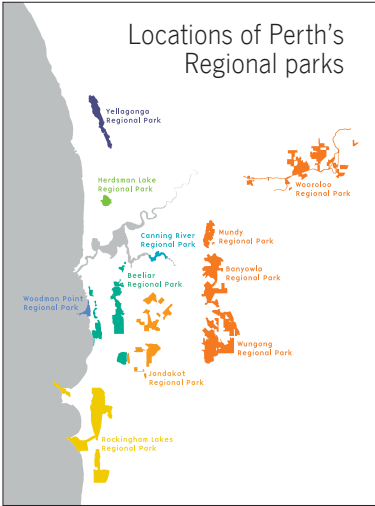 Locations of Perth's
Regional parks
Yellagonga
Regional Park
Herdsman Lake
Regional Park
Wooroloo
Regional Park
Canning River
Regional Park
Mundy
Regional Park
Beeliar
Regional Park
Banyowla
Regional Park
Woodman Point
Regional Park
Wungong
Regional Park
Jandakot
Regional Park
Rockingham Lakes
Regional Park